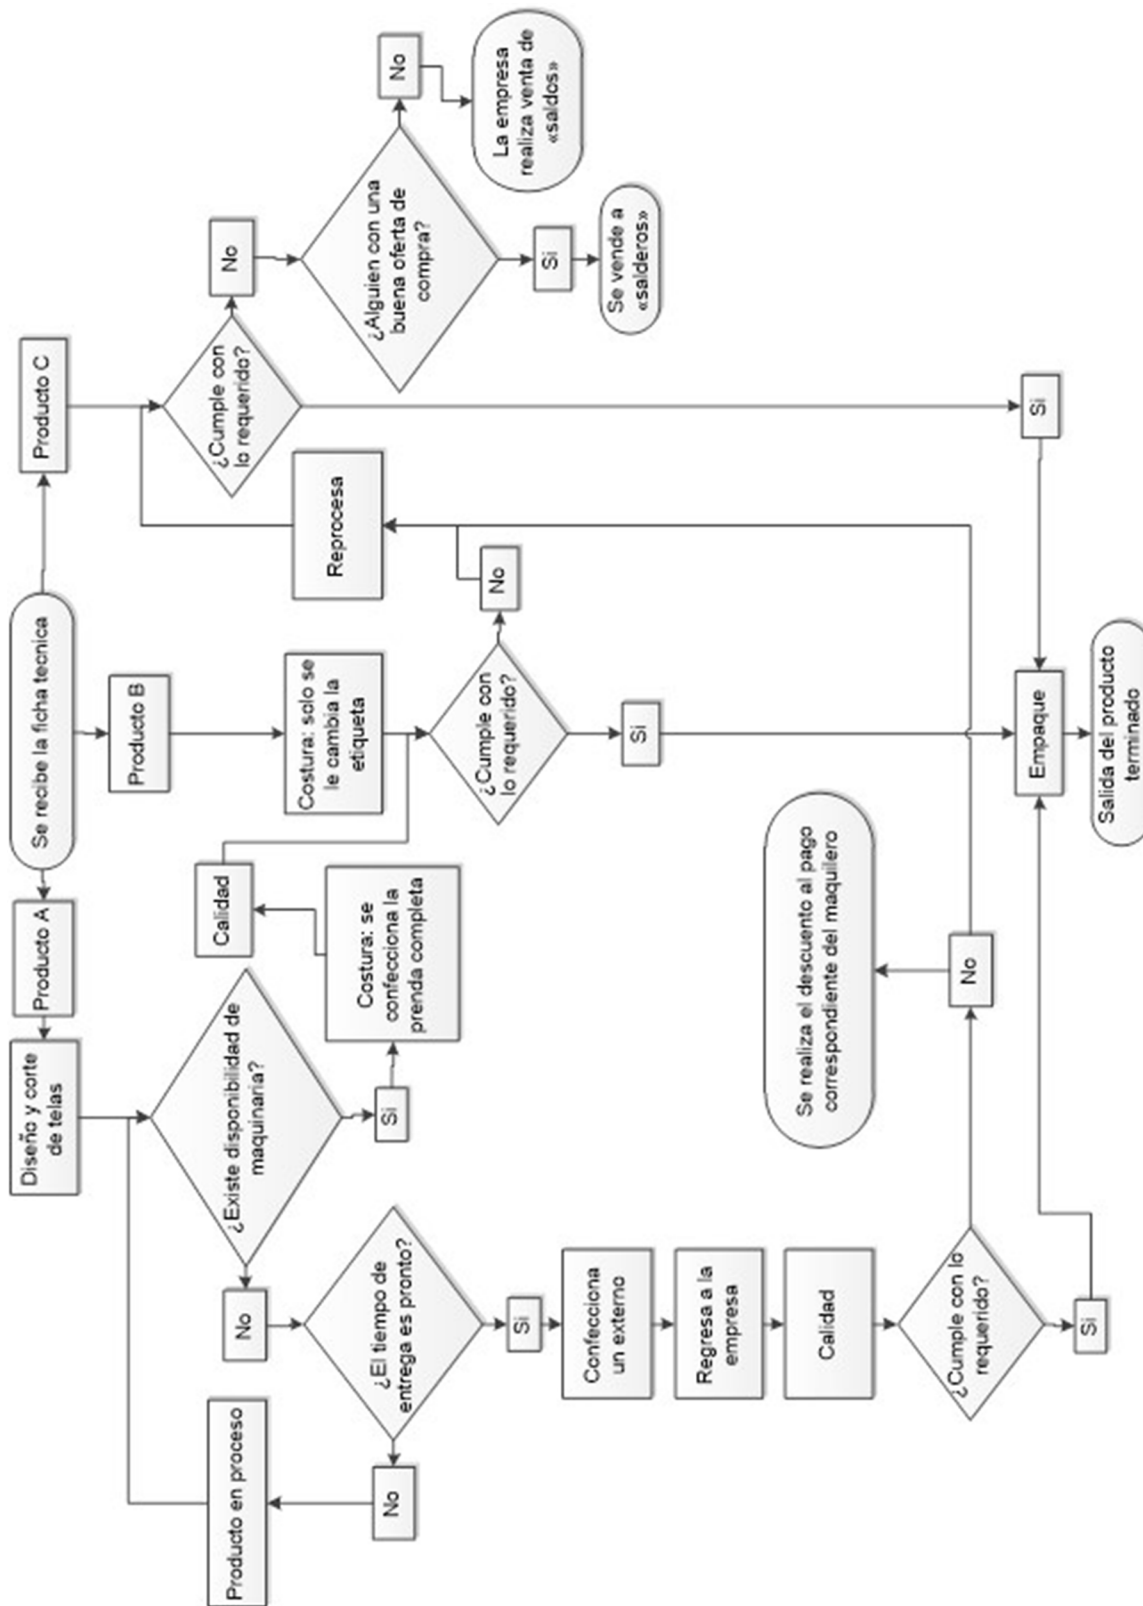 Se recibe la ficha tecnica
Producto A
Producto B
Producto C
Diseño y corte
de telas
¿Existe disponibilidad de
maquinaria?
No
Si
Producto en proceso
¿El tiempo de
entrega es pronto?
No
Si
Costura: se
confecciona la
prenda completa
Calidad
Costura: solo se
le cambia la
etiqueta
¿Cumple con
lo requerido?
No
Si
Reprocesa
¿Cumple con
lo requerido?
No
Si
¿Alguien con una
buena oferta de
compra?
No
Si
La empresa
realiza venta de
«saldos»
Se vende a
«salderos»
Confecciona
un externo
Regresa a la
empresa
Calidad
¿Cumple con lo
requerido?
No
Si
Se realiza el descuento al pago
correspondiente del maquilero
Empaque
Salida del producto
terminado